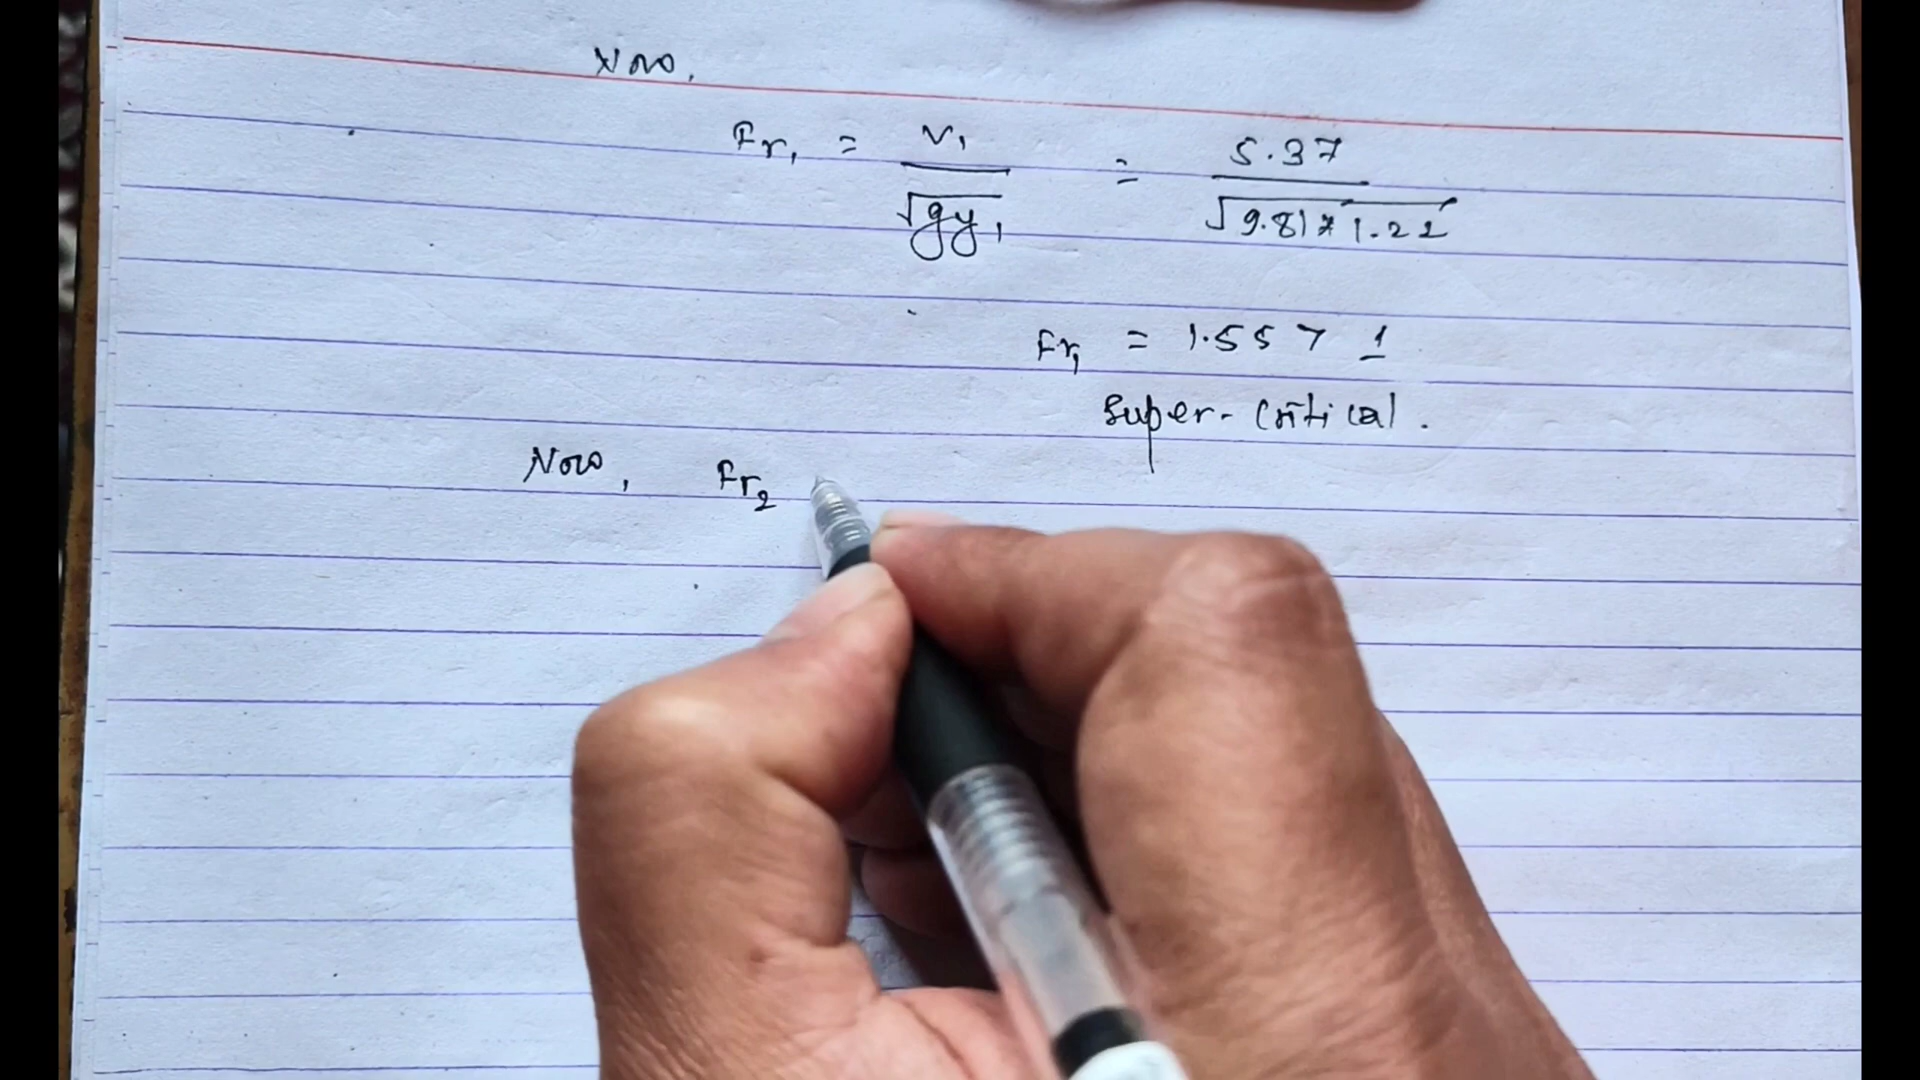 Now,
Fr₁ = V₁ / √gy₁ = 5.37 / √9.81*1.22
Fr₁ = 1.55 > 1
Super-critical.
Now, Fr₂